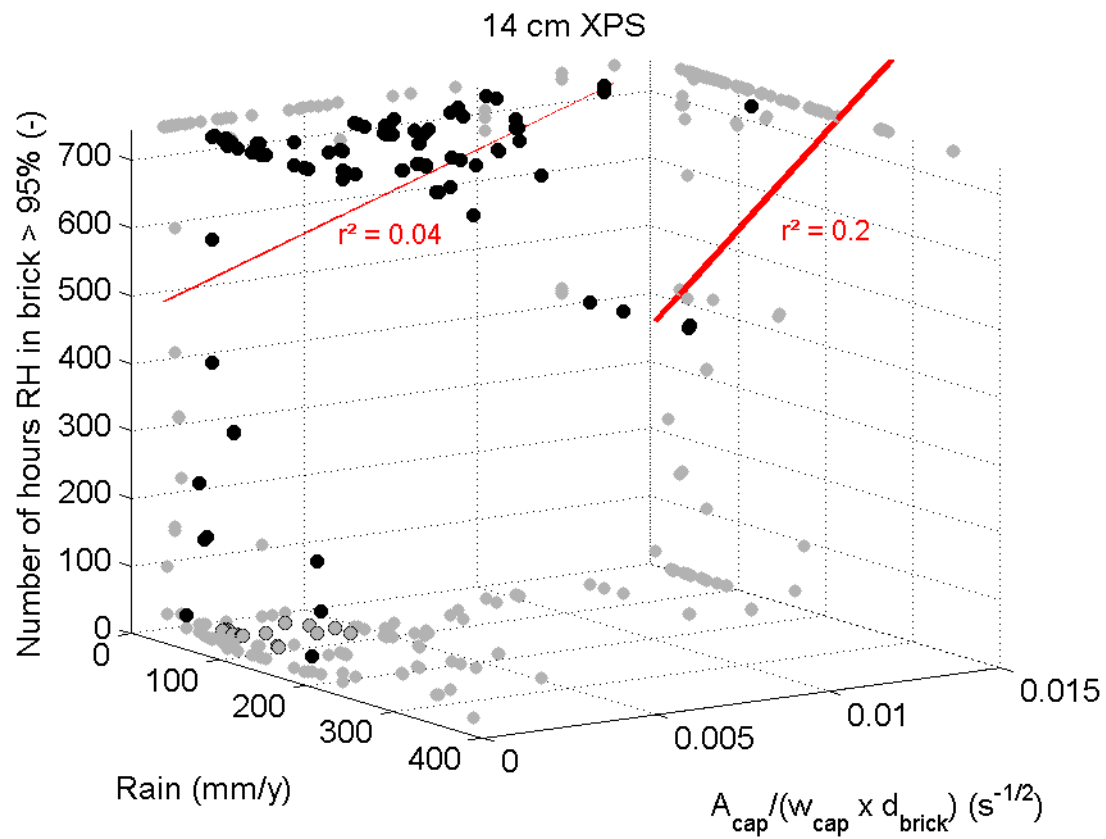 14 cm XPS
Number of hours RH in brick > 95% (-)
700
600
500
400
300
200
100
0
r² = 0.04
r² = 0.2
0
100
200
300
400
0
0.005
0.01
0.015
Rain (mm/y)
A_cap/(w_cap x d_brick) (s^-1/2)